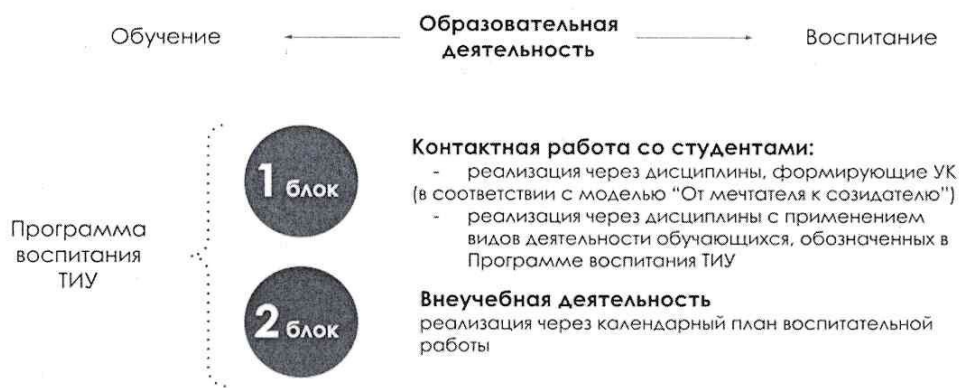 Обучение
Образовательная
деятельность
Воспитание
Программа
воспитания
ТИУ
1 блок
Контактная работа со студентами:
- реализация через дисциплины, формирующие УК
(в соответствии с моделью "От мечтателя к созидателю")
- реализация через дисциплины с применением
видов деятельности обучающихся, обозначенных в
Программе воспитания ТИУ
2 блок
Внеучебная деятельность
реализация через календарный план воспитательной
работы